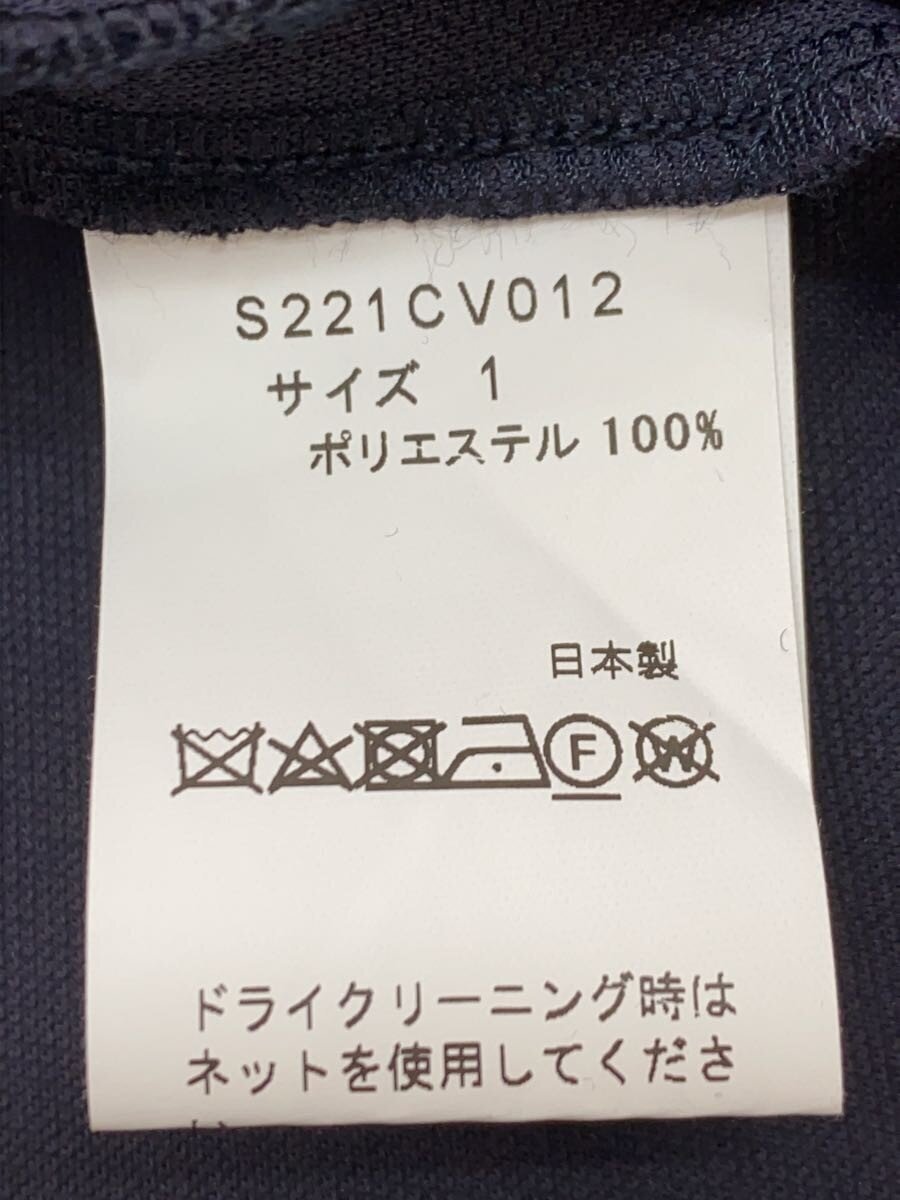 S221CV012
サイズ 1
ポリエステル 100%
日本製
F W
ドライクリーニング時は
ネットを使用してくださ